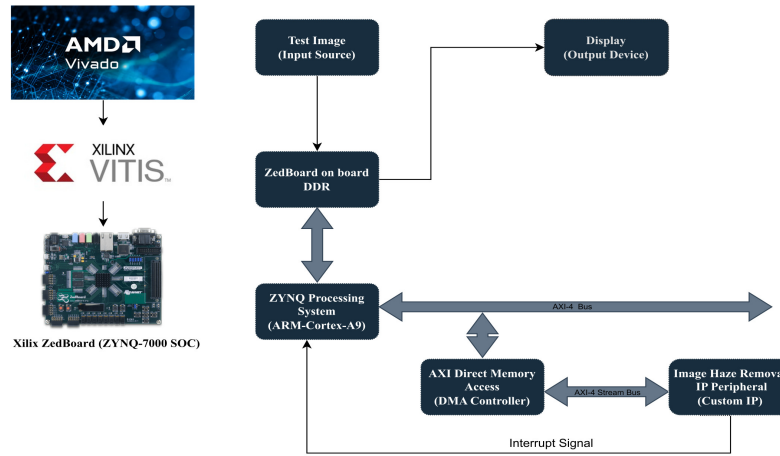 AMD
Vivado
XILINX
VITIS
Xilix ZedBoard (ZYNQ-7000 SOC)
Test Image
(Input Source)
Display
(Output Device)
ZedBoard on board
DDR
ZYNQ Processing
System
(ARM-Cortex-A9)
AXI-4 Bus
AXI Direct Memory
Access
(DMA Controller)
AXI-4 Stream Bus
Image Haze Remova
IP Peripheral
(Custom IP)
Interrupt Signal